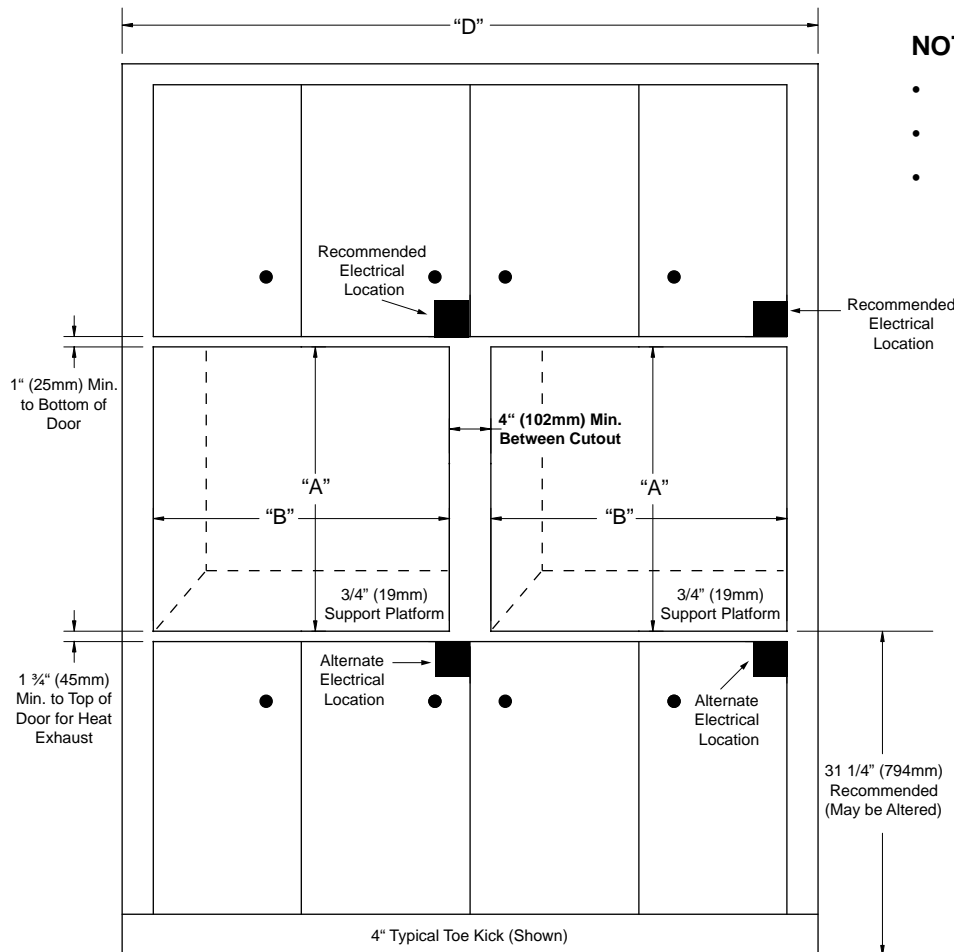 “D”
NOT
•
•
•
Recommended
Electrical
Location
Recommended
Electrical
Location
1“ (25mm) Min.
to Bottom of
Door
4“ (102mm) Min.
Between Cutout
“A”
“A”
“B”
“B”
3/4” (19mm)
Support Platform
3/4” (19mm)
Support Platform
1 ¾“ (45mm)
Min. to Top of
Door for Heat
Exhaust
Alternate
Electrical
Location
Alternate
Electrical
Location
31 1/4” (794mm)
Recommended
(May be Altered)
4“ Typical Toe Kick (Shown)